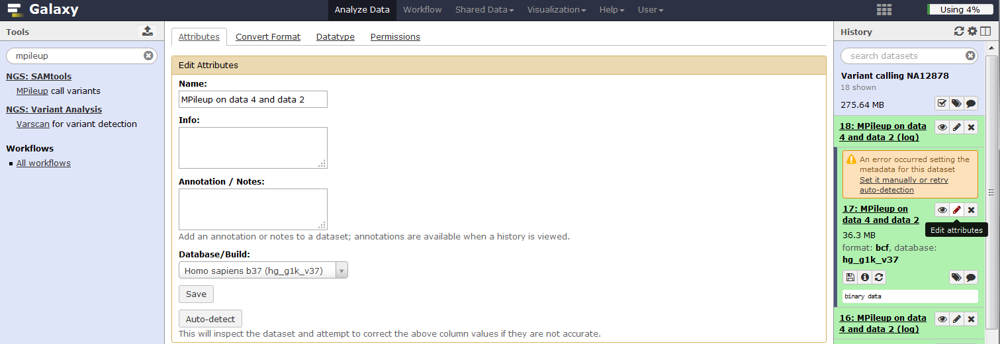 Galaxy
Analyze Data
Workflow
Shared Data
Visualization
Help
User
Using 4%
Tools
mpileup
NGS: SAMtools
MPileup call variants
NGS: Variant Analysis
Varscan for variant detection
Workflows
All workflows
Attributes
Convert Format
Datatype
Permissions
Edit Attributes
Name:
MPileup on data 4 and data 2
Info:
Annotation / Notes:
Add an annotation or notes to a dataset; annotations are available when a history is viewed.
Database/Build:
Homo sapiens b37 (hg_g1k_v37)
Save
Auto-detect
This will inspect the dataset and attempt to correct the above column values if they are not accurate.
History
search datasets
Variant calling NA12878
18 shown
275.64 MB
18: MPileup on data
4 and data 2 (log)
An error occurred setting the
metadata for this dataset
Set it manually or retry
auto-detection
17: MPileup on
data 4 and data 2
Edit attributes
36.3 MB
format: bcf, database:
hg_g1k_v37
binary data
16: MPileup on data
4 and data 2 (log)